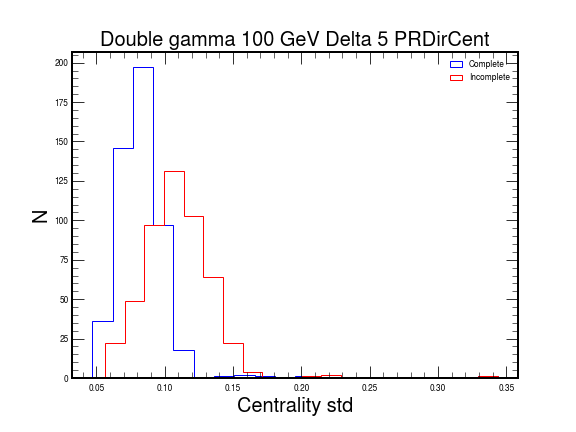 Double gamma 100 GeV Delta 5 PRDirCent
Complete
Incomplete
200
175
150
125
100
75
50
25
0
N
0.05 0.10 0.15 0.20 0.25 0.30 0.35
Centrality std